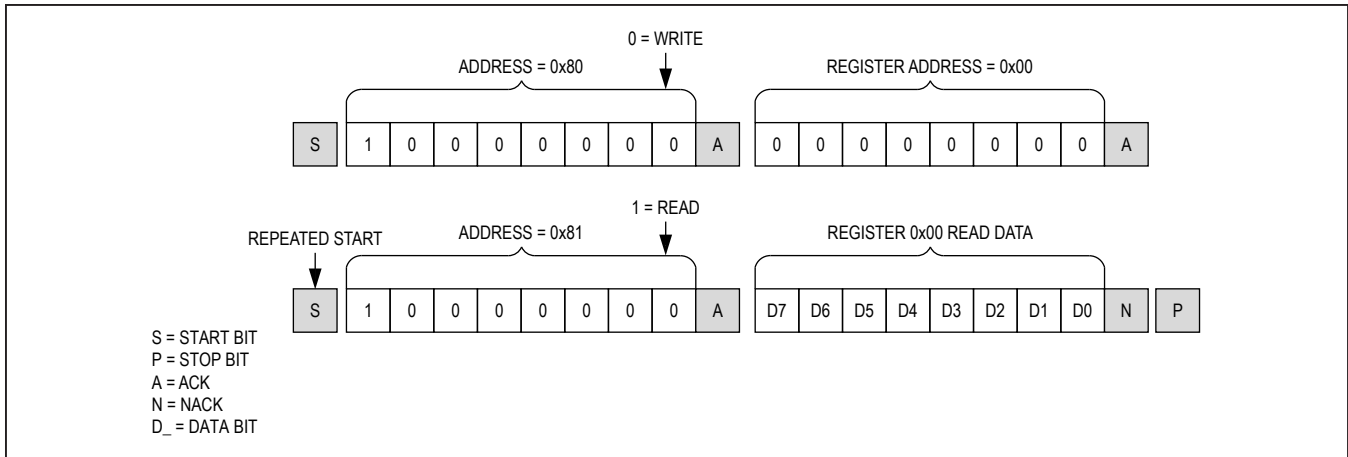 0 = WRITE
ADDRESS = 0x80 REGISTER ADDRESS = 0x00
S 1 0 0 0 0 0 0 0 A 0 0 0 0 0 0 0 0 A
1 = READ
REPEATED START ADDRESS = 0x81 REGISTER 0x00 READ DATA
S 1 0 0 0 0 0 0 0 A D7 D6 D5 D4 D3 D2 D1 D0 N P
S = START BIT
P = STOP BIT
A = ACK
N = NACK
D_ = DATA BIT